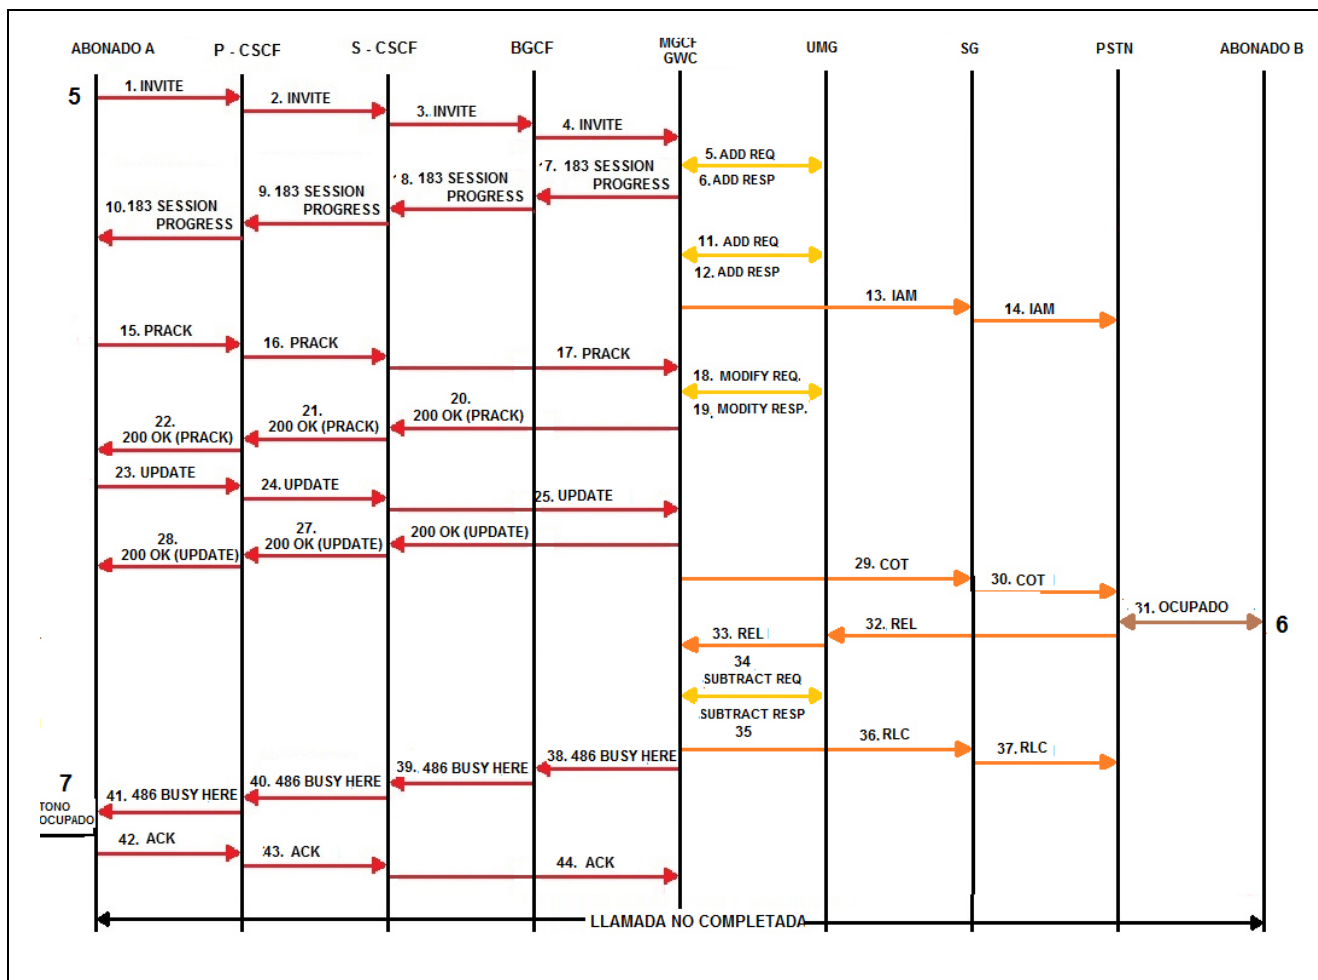 ABONADO A
P - CSCF
S - CSCF
BGCF
MGCF
GWC
UMG
SG
PSTN
ABONADO B
5
1. INVITE
2. INVITE
3. INVITE
4. INVITE
5. ADD REQ
6. ADD RESP
7. 183 SESSION
PROGRESS
8. 183 SESSION
PROGRESS
9. 183 SESSION
PROGRESS
10. 183 SESSION
PROGRESS
11. ADD REQ
12. ADD RESP
13. IAM
14. IAM
15. PRACK
16. PRACK
17. PRACK
18. MODIFY REQ.
19. MODITY RESP.
20.
200 OK (PRACK)
21.
200 OK (PRACK)
22.
200 OK (PRACK)
23. UPDATE
24. UPDATE
25. UPDATE
200 OK (UPDATE)
27.
200 OK (UPDATE)
28.
200 OK (UPDATE)
29. COT
30. COT
31. OCUPADO
6
32. REL
33. REL
34
SUBTRACT REQ
SUBTRACT RESP
35
36. RLC
37. RLC
38. 486 BUSY HERE
39. 486 BUSY HERE
40. 486 BUSY HERE
41. 486 BUSY HERE
7
TONO
OCUPADO
42. ACK
43. ACK
44. ACK
LLAMADA NO COMPLETADA